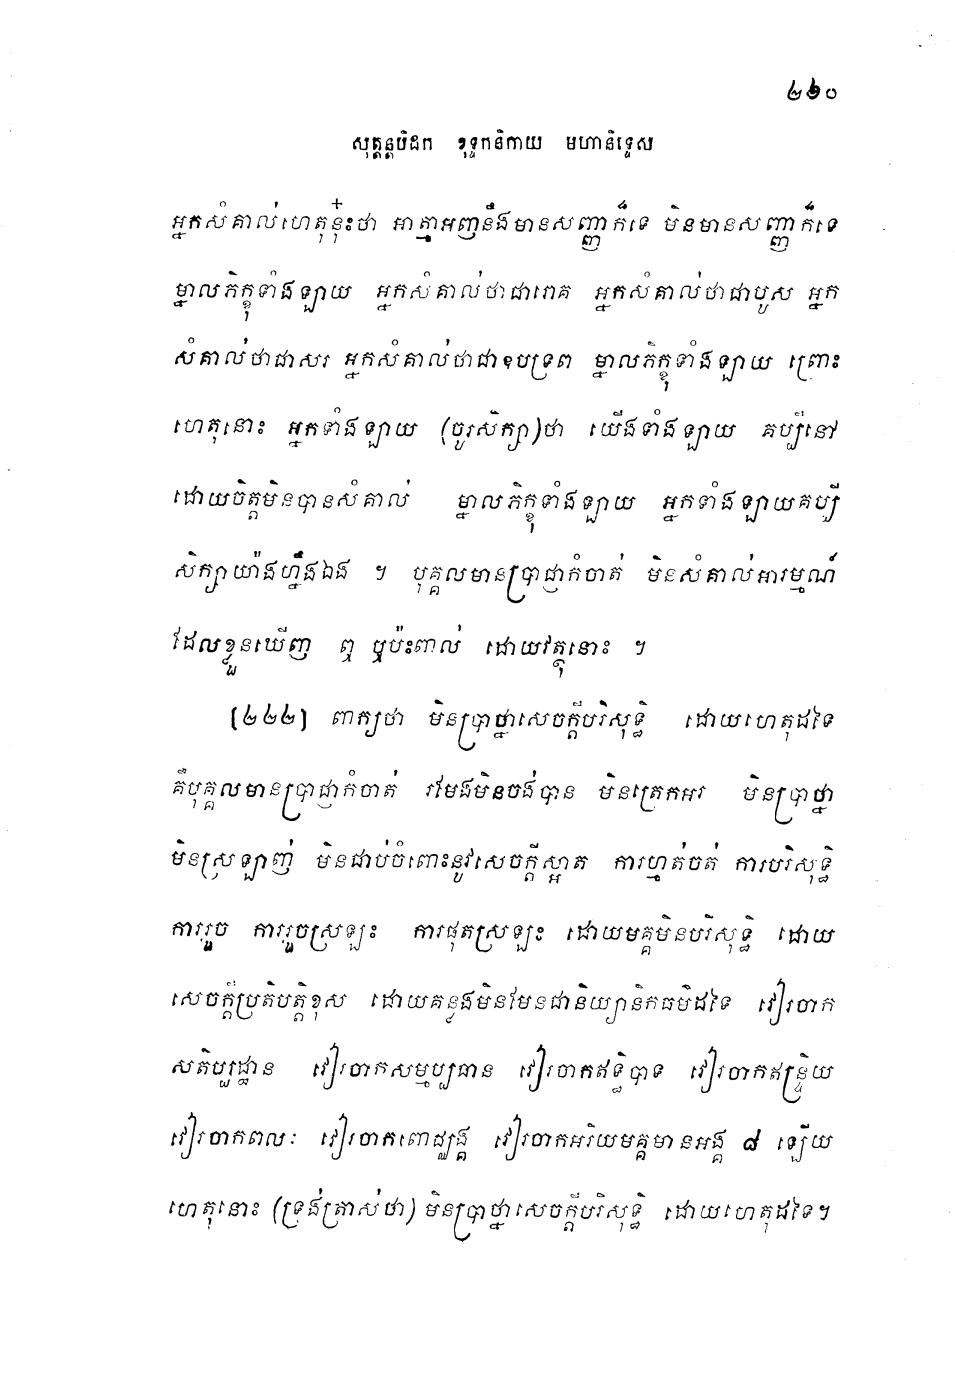 ២៦០
សុត្តន្តបិដក ខុទ្ទកនិកាយ មហានិទ្ទេស
អ្នកសំគាល់ហេតុនុ៎ះថា អាត្មាអញនឹងមានសញ្ញាក៏ទេ មិនមានសញ្ញាក៏ទេ
ម្នាលភិក្ខុទាំងឡាយ អ្នកសំគាល់ថាជារោគ អ្នកសំគាល់ថាជាបូស អ្នក
សំគាល់ថាជាសរ អ្នកសំគាល់ថាជាឧបទ្រព ម្នាលភិក្ខុទាំងឡាយ ព្រោះ
ហេតុនោះ អ្នកទាំងឡាយ (ចូរសិក្សា)ថា យើងទាំងឡាយ គប្បីនៅ
ដោយចិត្តមិនបានសំគាល់ ម្នាលភិក្ខុទាំងឡាយ អ្នកទាំងឡាយគប្បី
សិក្សាយ៉ាងហ្នឹងឯង ។ បុគ្គលមានប្រាជ្ញាកំចាត់ មិនសំគាល់អារម្មណ៍
ដែលខ្លួនឃើញ ឮ ឬប៉ះពាល់ ដោយវត្ថុនោះ ។
(២២២) ពាក្យថា មិនប្រាថ្នាសេចក្តីបរិសុទ្ធិ ដោយហេតុដទៃ
គឺបុគ្គលមានប្រាជ្ញាកំចាត់ រមែងមិនចង់បាន មិនត្រេកអរ មិនប្រាថ្នា
មិនស្រឡាញ់ មិនជាប់ចំពោះនូវសេចក្តីស្អាត ការហ្មត់ចត់ ការបរិសុទ្ធិ
ការរួច ការរួចស្រឡះ ការផុតស្រឡះ ដោយមគ្គមិនបរិសុទ្ធិ ដោយ
សេចក្តីប្រតិបត្តិខុស ដោយគន្លងមិនមែនជានិយ្យានិកធម៌ដទៃ វៀរចាក
សតិប្បដ្ឋាន វៀរចាកសម្មប្បធាន វៀរចាកឥទ្ធិបាទ វៀរចាកឥន្ទ្រិយ
វៀរចាកពលៈ វៀរចាកពោជ្ឈង្គ វៀរចាកអរិយមគ្គមានអង្គ ៨ ឡើយ
ហេតុនោះ (ទ្រង់ត្រាស់ថា) មិនប្រាថ្នាសេចក្តីបរិសុទ្ធិ ដោយហេតុដទៃ។